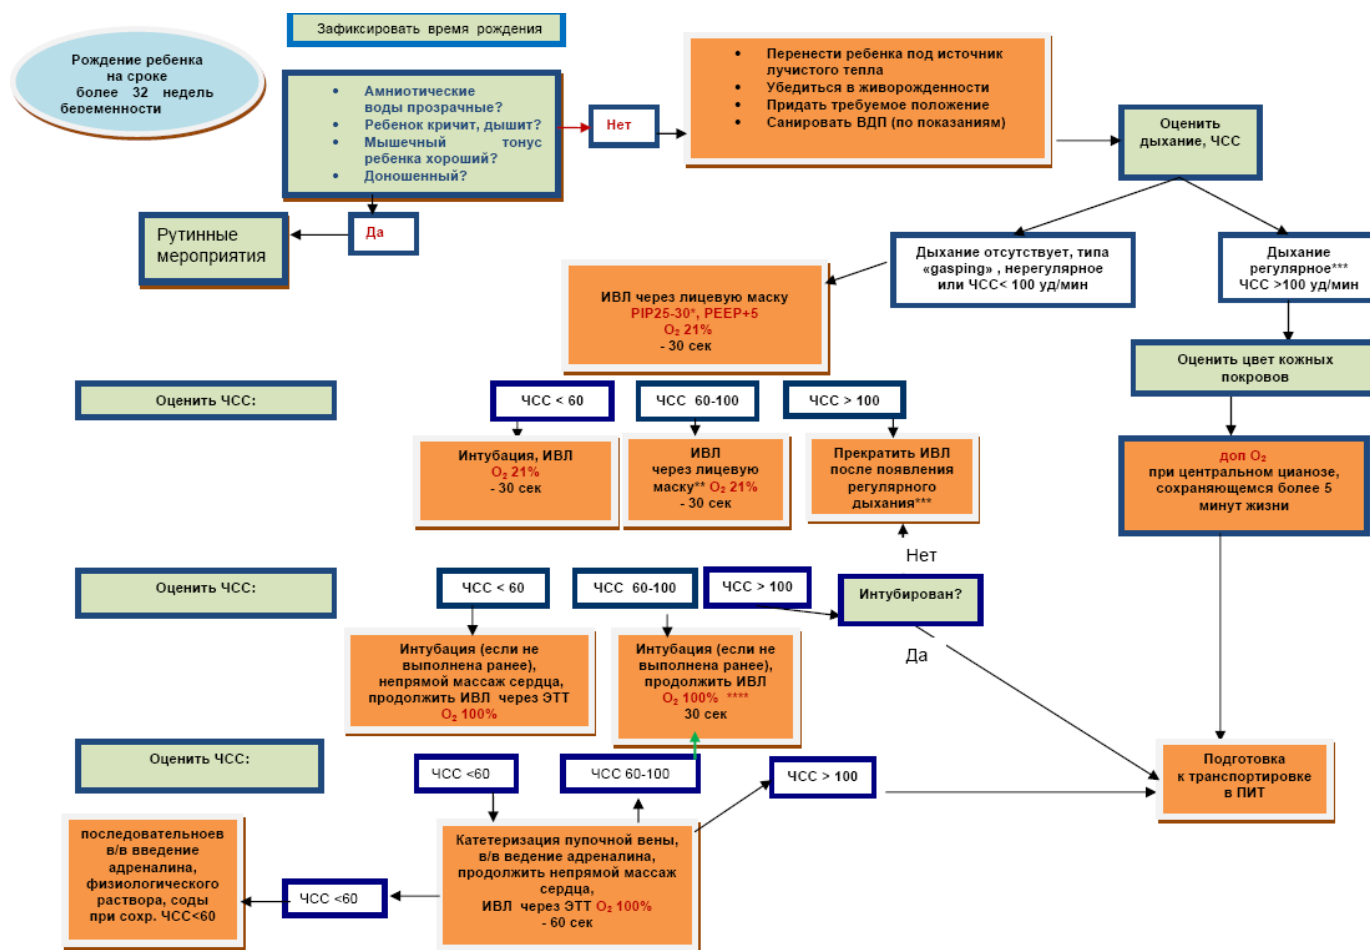 Зафиксировать время рождения
Рождение ребенка
на сроке
более 32 недель
беременности
• Амниотические
воды прозрачные?
• Ребенок кричит, дышит?
• Мышечный тонус
ребенка хороший?
• Доношенный?
Нет
• Перенести ребенка под источник
лучистого тепла
• Убедиться в живорожденности
• Придать требуемое положение
• Санировать ВДП (по показаниям)
Оценить
дыхание, ЧСС
Да
Рутинные
мероприятия
Дыхание отсутствует, типа
«gasping» , нерегулярное
или ЧСС< 100 уд/мин
Дыхание
регулярное***
ЧСС >100 уд/мин
ИВЛ через лицевую маску
PIP25-30*, PEEP+5
O₂ 21%
- 30 сек
Оценить цвет кожных
покровов
Оценить ЧСС:
ЧСС < 60
ЧСС 60-100
ЧСС > 100
Интубация, ИВЛ
O₂ 21%
- 30 сек
ИВЛ
через лицевую
маску** O₂ 21%
- 30 сек
Прекратить ИВЛ
после появления
регулярного
дыхания***
доп O₂
при центральном цианозе,
сохраняющемся более 5
минут жизни
Нет
Оценить ЧСС:
ЧСС < 60
ЧСС 60-100
ЧСС > 100
Интубирован?
Да
Интубация (если не
выполнена ранее),
непрямой массаж сердца,
продолжить ИВЛ через ЭТТ
O₂ 100%
Интубация (если не
выполнена ранее),
продолжить ИВЛ
O₂ 100% ****
30 сек
Оценить ЧСС:
ЧСС <60
ЧСС 60-100
ЧСС > 100
Подготовка
к транспортировке
в ПИТ
последовательноев
в/в введение
адреналина,
физиологического
раствора, соды
при сохр. ЧСС<60
ЧСС <60
Катетеризация пупочной вены,
в/в ведение адреналина,
продолжить непрямой массаж
сердца,
ИВЛ через ЭТТ O₂ 100%
- 60 сек